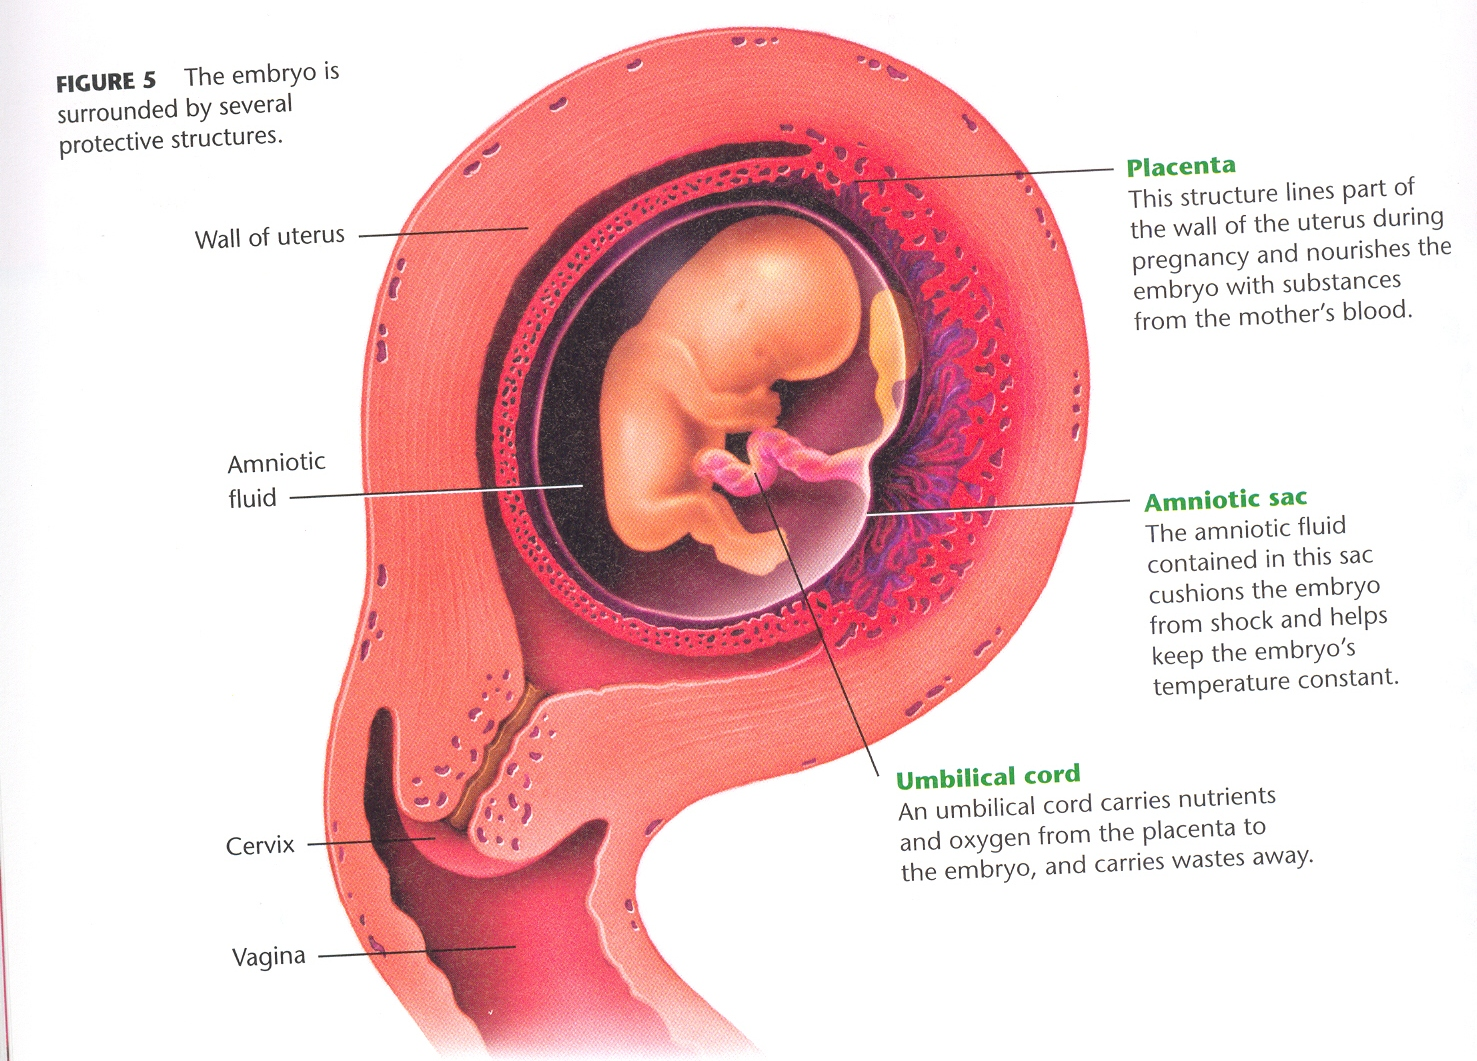 FIGURE 5 The embryo is
surrounded by several
protective structures.
Wall of uterus
Amniotic
fluid
Cervix
Vagina
Placenta
This structure lines part of
the wall of the uterus during
pregnancy and nourishes the
embryo with substances
from the mother’s blood.
Amniotic sac
The amniotic fluid
contained in this sac
cushions the embryo
from shock and helps
keep the embryo’s
temperature constant.
Umbilical cord
An umbilical cord carries nutrients
and oxygen from the placenta to
the embryo, and carries wastes away.